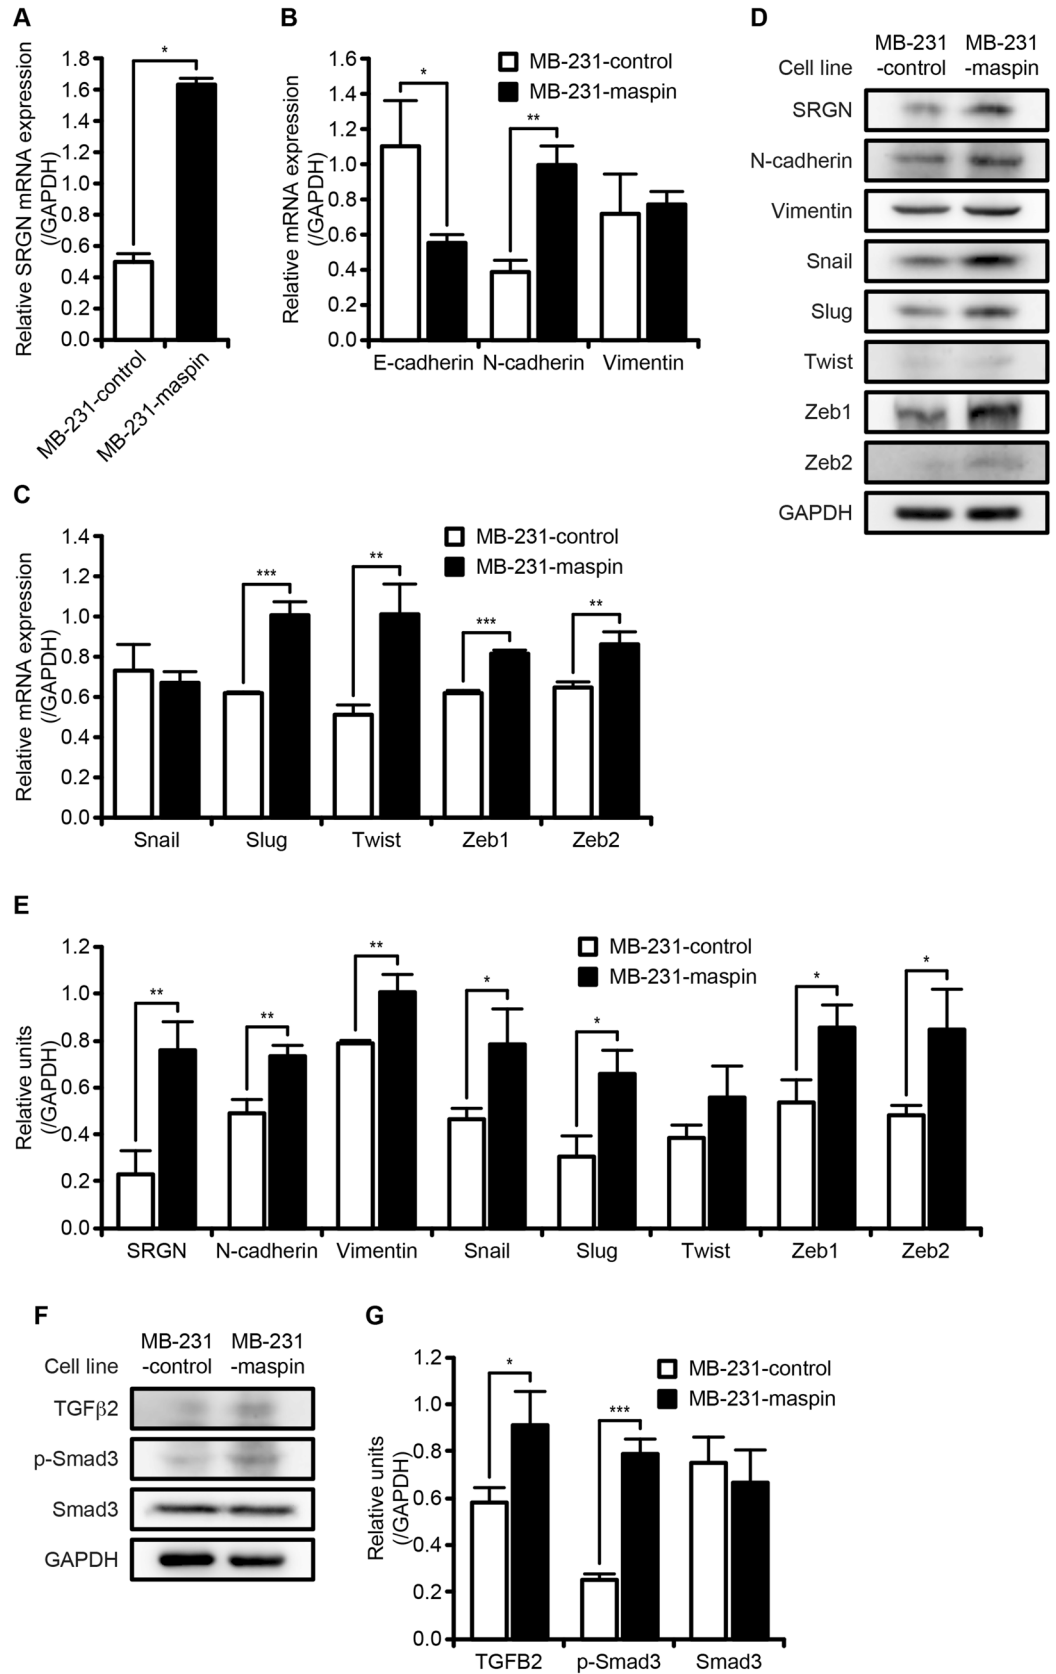 A
Relative SRGN mRNA expression
(/GAPDH)
1.8
1.6
1.4
1.2
1.0
0.8
0.6
0.4
0.2
0.0
*
MB-231-control
MB-231-maspin
B
Relative mRNA expression
(/GAPDH)
1.6
1.4
1.2
1.0
0.8
0.6
0.4
0.2
0.0
MB-231-control
MB-231-maspin
*
**
E-cadherin N-cadherin Vimentin
D
Cell line
MB-231 MB-231
-control -maspin
SRGN
N-cadherin
Vimentin
Snail
Slug
Twist
Zeb1
Zeb2
GAPDH
C
Relative mRNA expression
(/GAPDH)
1.4
1.2
1.0
0.8
0.6
0.4
0.2
0.0
MB-231-control
MB-231-maspin
***
**
***
**
Snail Slug Twist Zeb1 Zeb2
E
Relative units
(/GAPDH)
1.2
1.0
0.8
0.6
0.4
0.2
0.0
MB-231-control
MB-231-maspin
**
**
**
*
*
*
*
SRGN N-cadherin Vimentin Snail Slug Twist Zeb1 Zeb2
F
Cell line
MB-231 MB-231
-control -maspin
TGFβ2
p-Smad3
Smad3
GAPDH
G
Relative units
(/GAPDH)
1.2
1.0
0.8
0.6
0.4
0.2
0.0
MB-231-control
MB-231-maspin
*
***
TGFB2 p-Smad3 Smad3